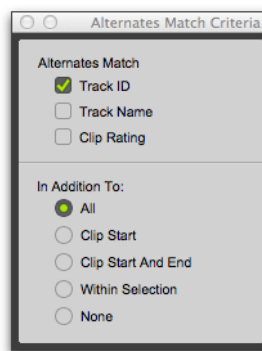 Alternates Match Criteria
Alternates Match
Track ID
Track Name
Clip Rating
In Addition To:
All
Clip Start
Clip Start And End
Within Selection
None